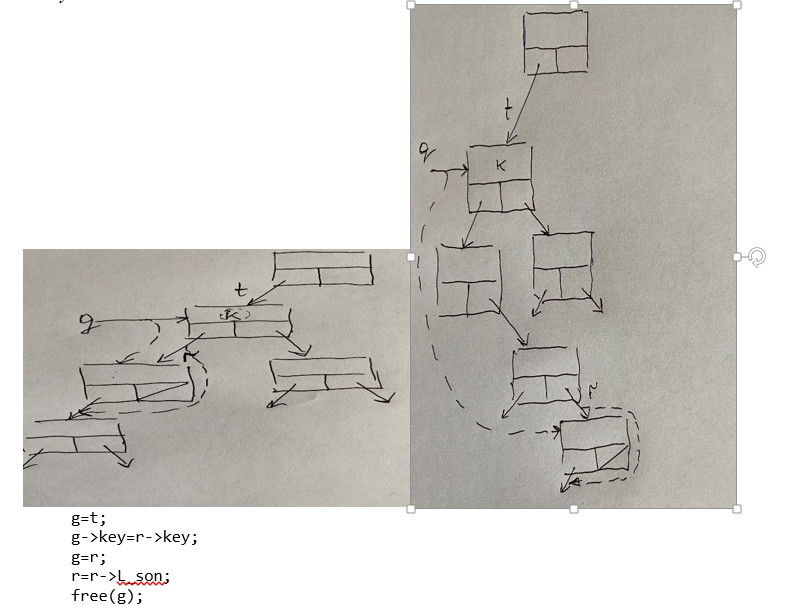 t
g
K
r
t
q
K
r
g=t;
g->key=r->key;
g=r;
r=r->L_son;
free(g);